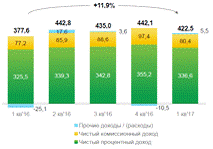 +11.9%
442,8
435,0
442,1
422,5
17,6
3,6
5,5
77,2
85,9
88,6
97,4
80,4
325,5
339,3
342,8
355,2
336,6
-25,1
-10,5
1 кв'16
2 кв'16
3 кв'16
4 кв'16
1 кв'17
Прочие доходы / (расходы)
Чистый комиссионный доход
Чистый процентный доход